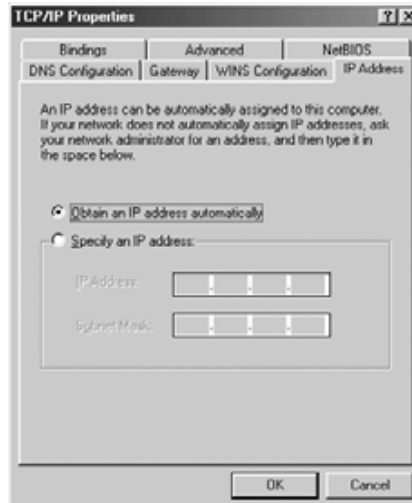 TCP/IP Properties
Bindings
Advanced
NetBIOS
DNS Configuration
Gateway
WINS Configuration
IP Address
An IP address can be automatically assigned to this computer.
If your network does not automatically assign IP addresses, ask
your network administrator for an address, and then type it in
the space below.
Obtain an IP address automatically
Specify an IP address:
IP Address:
Subnet Mask:
OK
Cancel